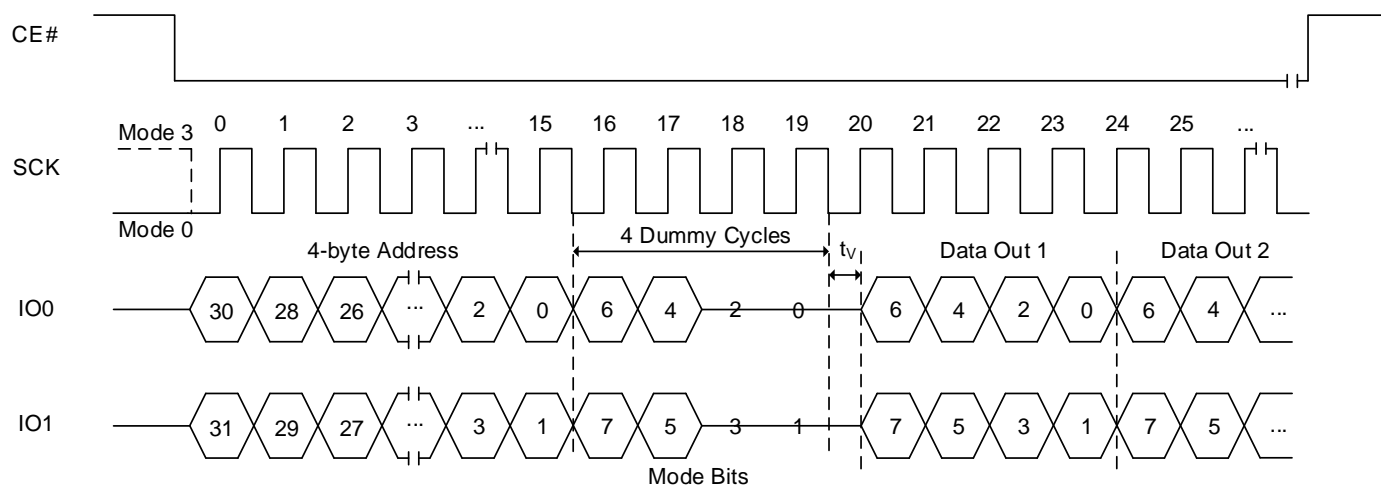 CE#
0 1 2 3 ... 15 16 17 18 19 20 21 22 23 24 25 ...
Mode 3
SCK
Mode 0
4-byte Address 4 Dummy Cycles tV Data Out 1 Data Out 2
IO0 30 28 26 ... 2 0 6 4 2 0 6 4 2 0 6 4 ...
IO1 31 29 27 ... 3 1 7 5 3 1 7 5 3 1 7 5 ...
Mode Bits